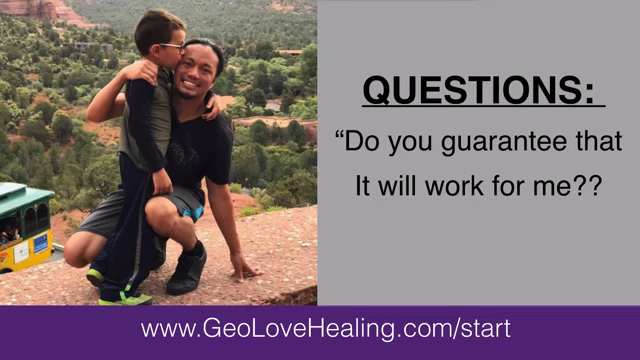 QUESTIONS:
“Do you guarantee that
It will work for me??
www.GeoLoveHealing.com/start